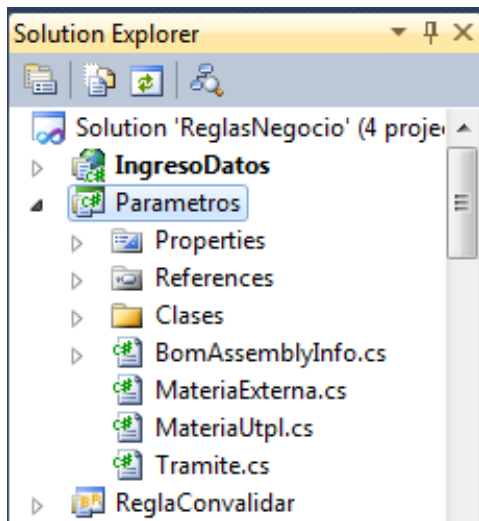 Solution Explorer
Solution 'ReglasNegocio' (4 proje
IngresoDatos
Parametros
Properties
References
Clases
BomAssemblyInfo.cs
MateriaExterna.cs
MateriaUtpl.cs
Tramite.cs
ReglaConvalidar